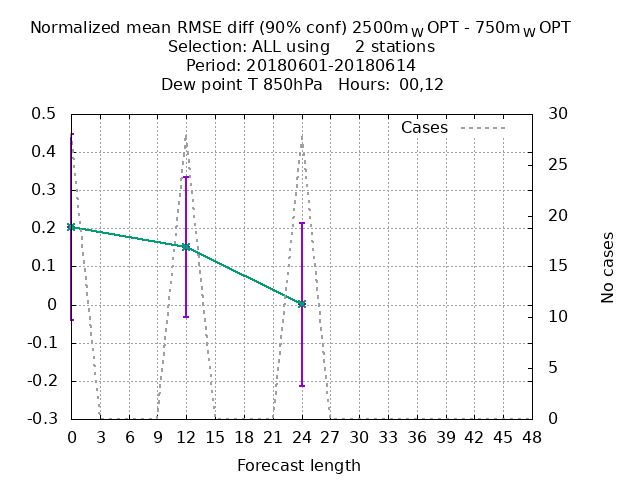 Normalized mean RMSE diff (90% conf) 2500m_W OPT - 750m_W OPT
Selection: ALL using     2 stations
Period: 20180601-20180614
Dew point T 850hPa   Hours:  00,12
Cases
0.5
0.4
0.3
0.2
0.1
0
-0.1
-0.2
-0.3
30
25
20
15
10
5
0
No cases
0 3 6 9 12 15 18 21 24 27 30 33 36 39 42 45 48
Forecast length